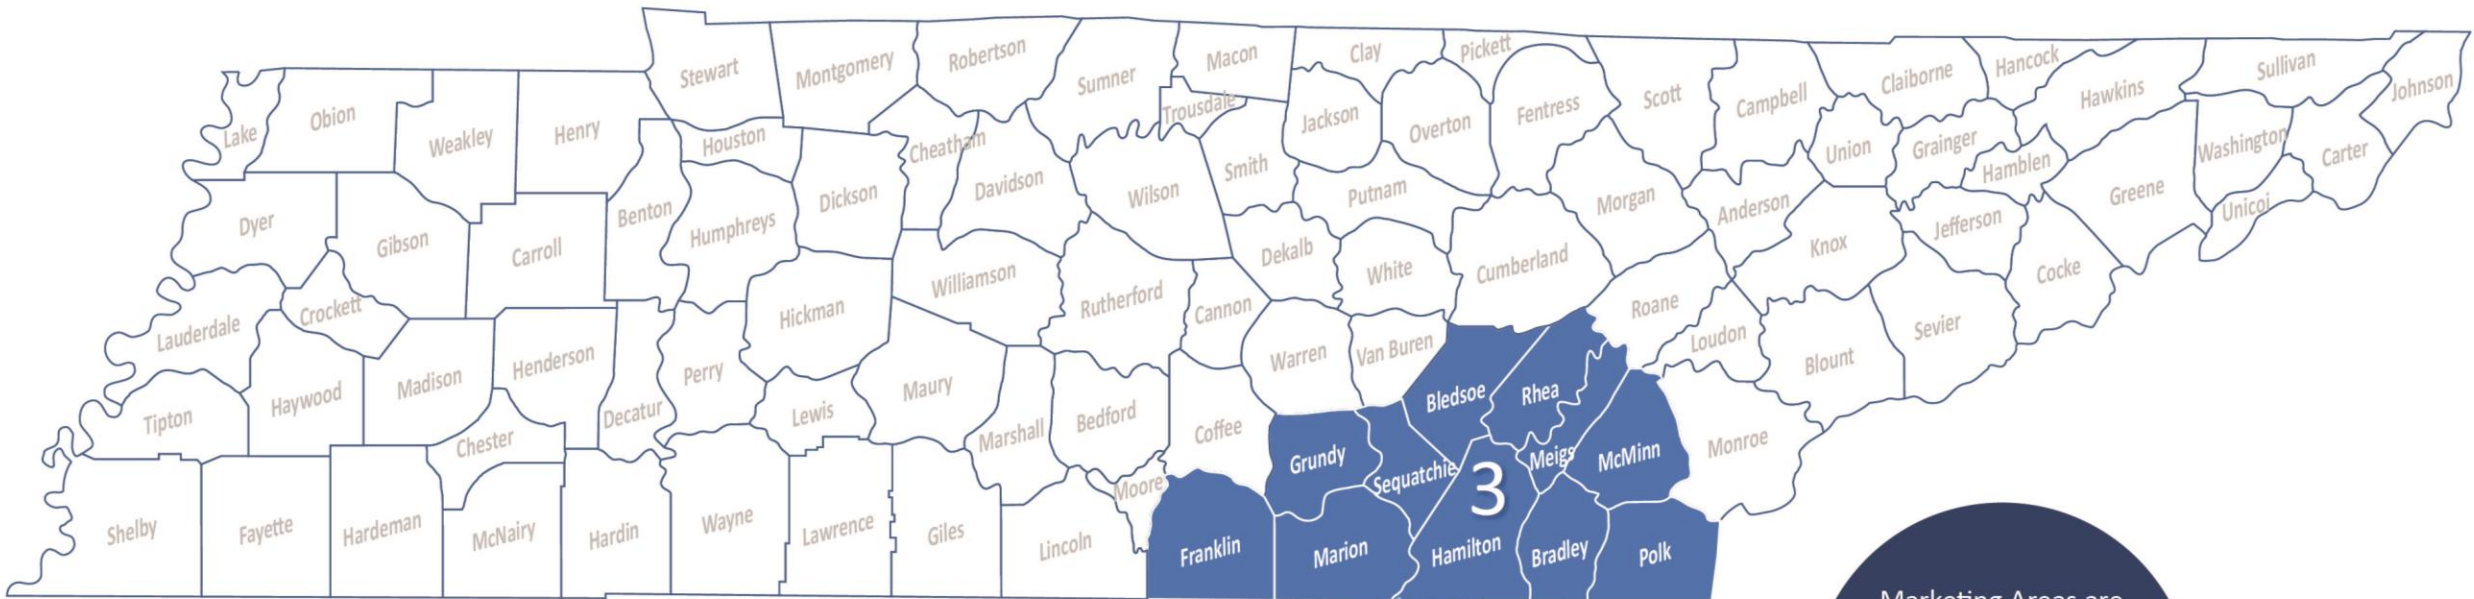 Stewart
Montgomery
Robertson
Sumner
Macon
Clay
Pickett
Trousdale
Lake
Obion
Weakley
Henry
Houston
Cheatham
Davidson
Wilson
Smith
Jackson
Overton
Fentress
Scott
Campbell
Claiborne
Hancock
Hawkins
Sullivan
Johnson
Union
Grainger
Hamblen
Washington
Carter
Dyer
Gibson
Carroll
Benton
Humphreys
Dickson
Putnam
Morgan
Anderson
Knox
Jefferson
Greene
Unicoi
Cocke
Lauderdale
Crockett
Hickman
Williamson
Rutherford
Cannon
Dekalb
White
Cumberland
Roane
Loudon
Blount
Sevier
Tipton
Haywood
Madison
Henderson
Decatur
Perry
Lewis
Maury
Marshall
Bedford
Coffee
Warren
Van Buren
Bledsoe
Rhea
Chester
Moore
Grundy
Sequatchie
3
Meigs
McMinn
Monroe
Shelby
Fayette
Hardeman
McNairy
Hardin
Wayne
Lawrence
Giles
Lincoln
Franklin
Marion
Hamilton
Bradley
Polk
Marketing Areas are